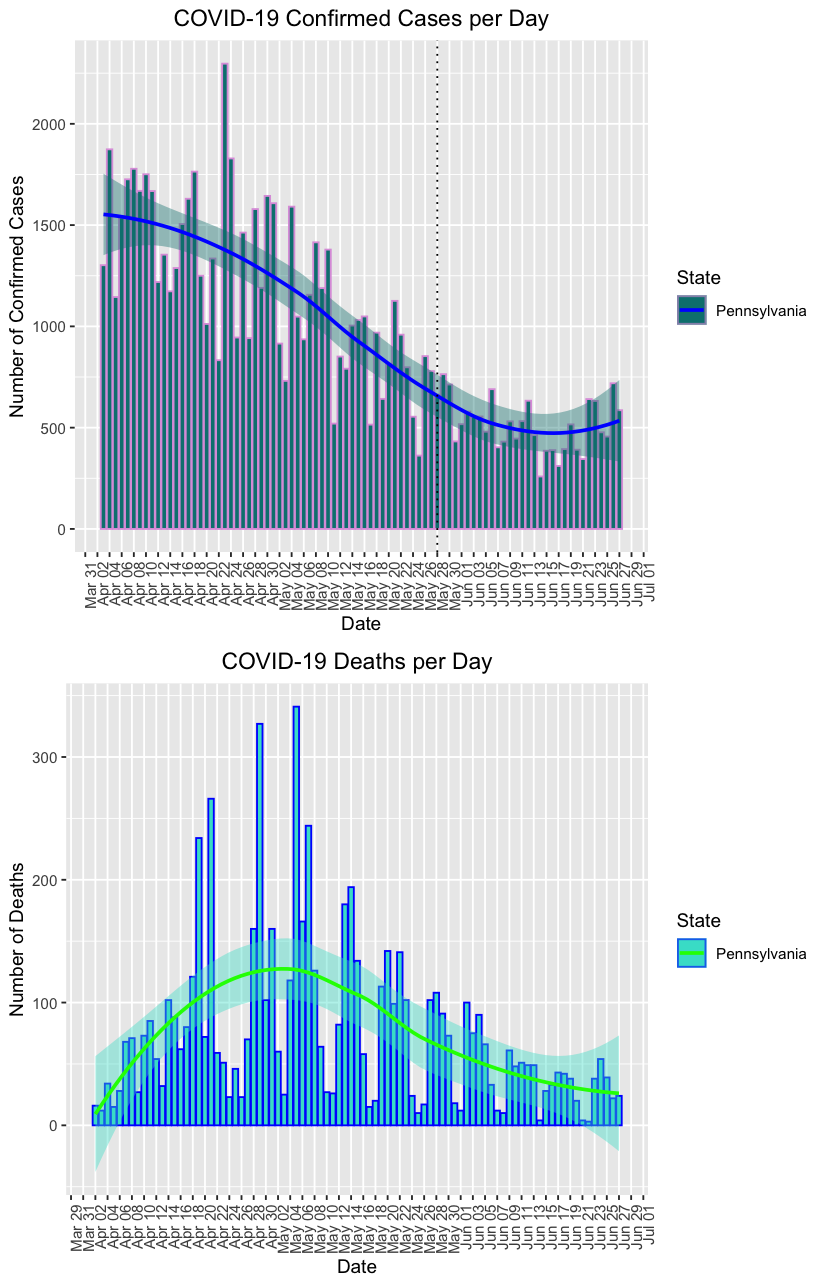 COVID-19 Confirmed Cases per Day
Number of Confirmed Cases
2000
1500
1000
500
0
Mar 31
Apr 02
Apr 04
Apr 06
Apr 08
Apr 10
Apr 12
Apr 14
Apr 16
Apr 18
Apr 20
Apr 22
Apr 24
Apr 26
Apr 28
Apr 30
May 02
May 04
May 06
May 08
May 10
May 12
May 14
May 16
May 18
May 20
May 22
May 24
May 26
May 28
May 30
Jun 01
Jun 03
Jun 05
Jun 07
Jun 09
Jun 11
Jun 13
Jun 15
Jun 17
Jun 19
Jun 21
Jun 23
Jun 25
Jun 27
Jun 29
Jul 01
Date
State
Pennsylvania
COVID-19 Deaths per Day
Number of Deaths
300
200
100
0
Mar 29
Mar 31
Apr 02
Apr 04
Apr 06
Apr 08
Apr 10
Apr 12
Apr 14
Apr 16
Apr 18
Apr 20
Apr 22
Apr 24
Apr 26
Apr 28
Apr 30
May 02
May 04
May 06
May 08
May 10
May 12
May 14
May 16
May 18
May 20
May 22
May 24
May 26
May 28
May 30
Jun 01
Jun 03
Jun 05
Jun 07
Jun 09
Jun 11
Jun 13
Jun 15
Jun 17
Jun 19
Jun 21
Jun 23
Jun 25
Jun 27
Jun 29
Jul 01
Date
State
Pennsylvania